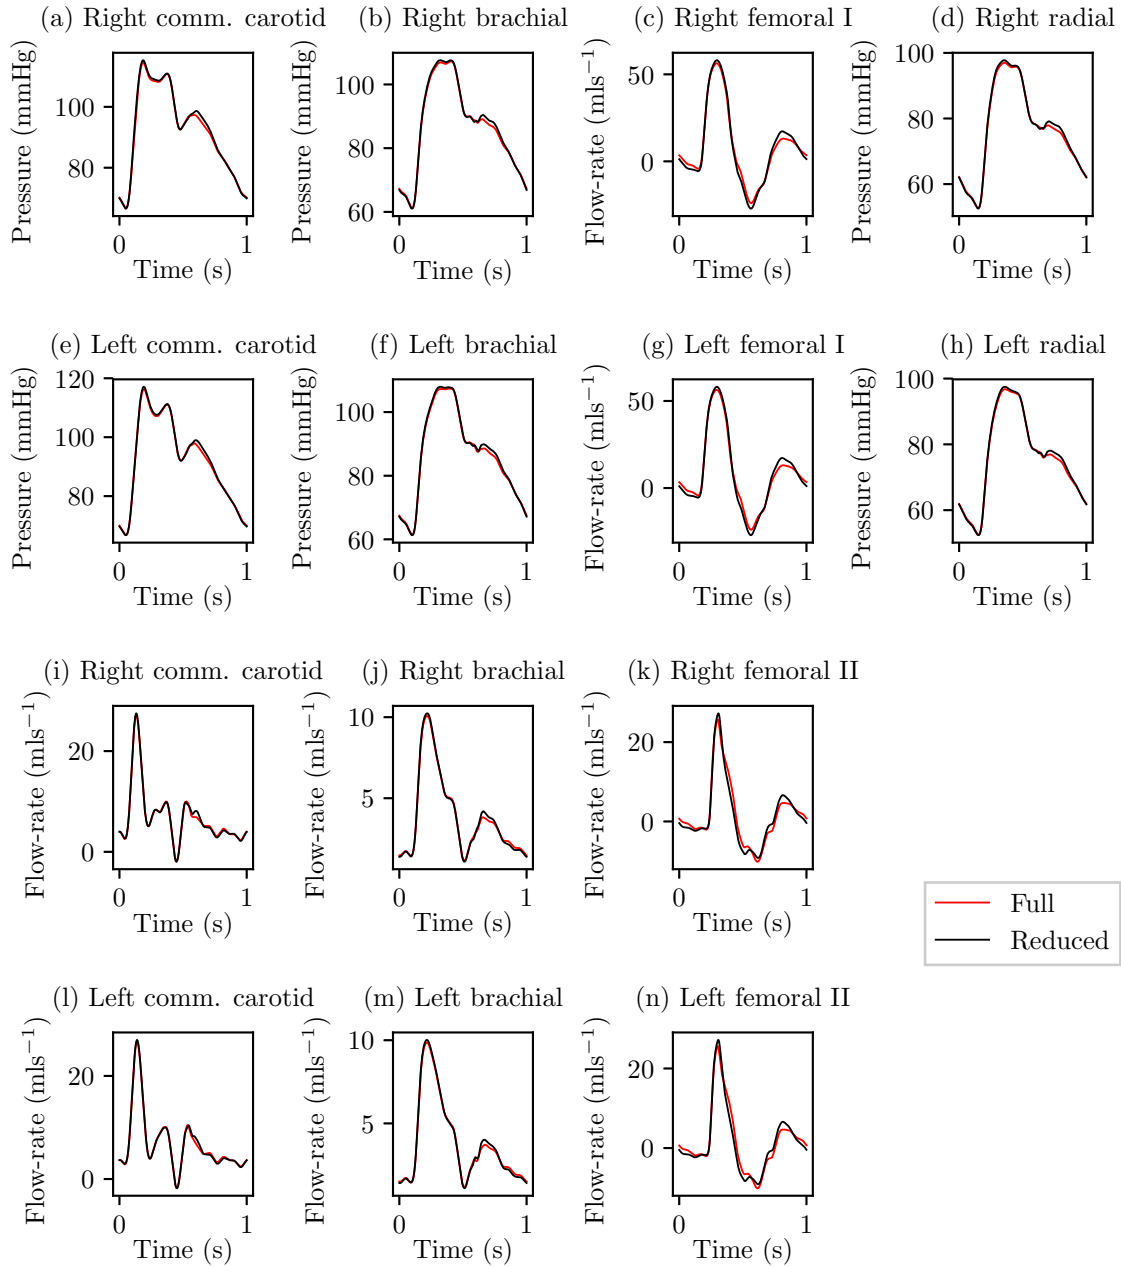 (a) Right comm. carotid
(b) Right brachial
(c) Right femoral I
(d) Right radial
Pressure (mmHg)
100
80
0
1
Time (s)
Pressure (mmHg)
100
80
60
0
1
Time (s)
Flow-rate (mls⁻¹)
50
0
0
1
Time (s)
Pressure (mmHg)
100
80
60
0
1
Time (s)
(e) Left comm. carotid
(f) Left brachial
(g) Left femoral I
(h) Left radial
Pressure (mmHg)
120
100
80
0
1
Time (s)
Pressure (mmHg)
100
80
60
0
1
Time (s)
Flow-rate (mls⁻¹)
50
0
0
1
Time (s)
Pressure (mmHg)
100
80
60
0
1
Time (s)
(i) Right comm. carotid
(j) Right brachial
(k) Right femoral II
Flow-rate (mls⁻¹)
20
0
0
1
Time (s)
Flow-rate (mls⁻¹)
10
5
0
1
Time (s)
Flow-rate (mls⁻¹)
20
0
0
1
Time (s)
Full
Reduced
(l) Left comm. carotid
(m) Left brachial
(n) Left femoral II
Flow-rate (mls⁻¹)
20
0
0
1
Time (s)
Flow-rate (mls⁻¹)
10
5
0
1
Time (s)
Flow-rate (mls⁻¹)
20
0
0
1
Time (s)